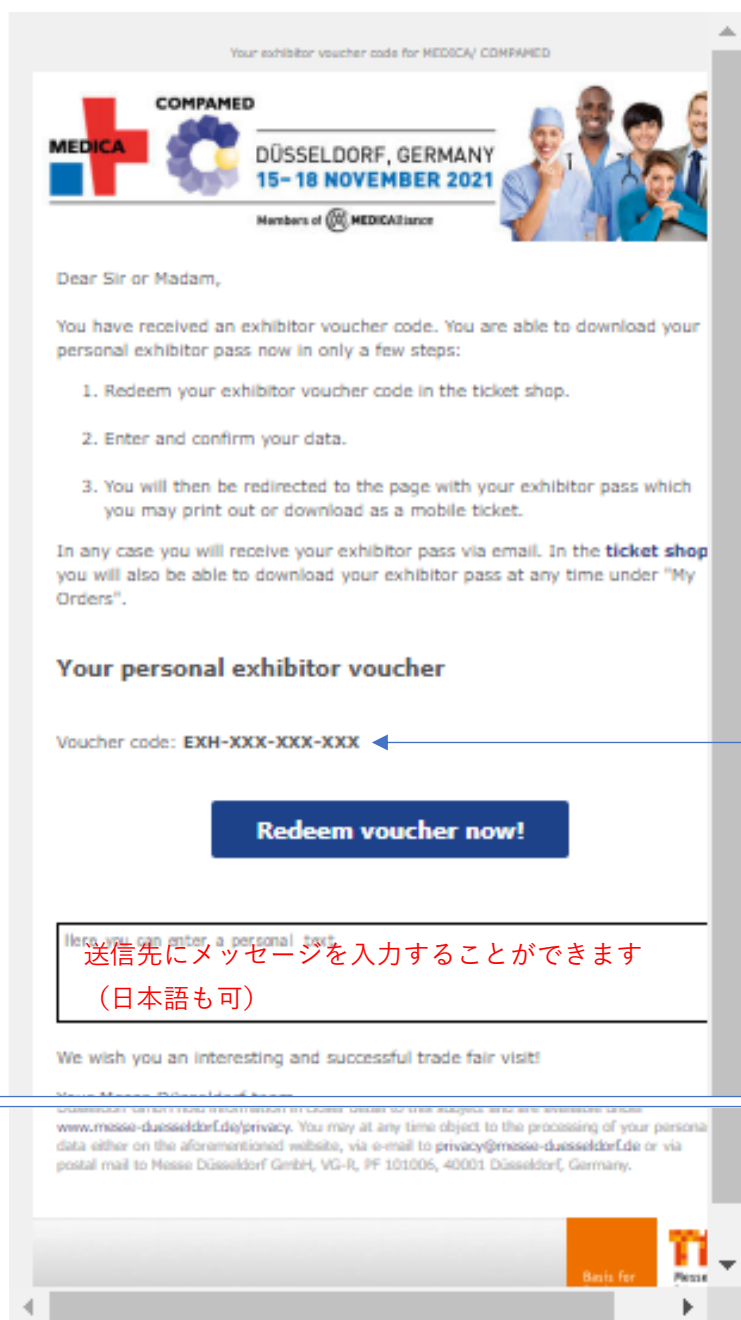 Your exhibitor voucher code for MEDICA/ COMPAMED
COMPAMED
MEDICA
DÜSSELDORF, GERMANY
15–18 NOVEMBER 2021
Members of MEDICAlliance
Dear Sir or Madam,
You have received an exhibitor voucher code. You are able to download your
personal exhibitor pass now in only a few steps:
1. Redeem your exhibitor voucher code in the ticket shop.
2. Enter and confirm your data.
3. You will then be redirected to the page with your exhibitor pass which
you may print out or download as a mobile ticket.
In any case you will receive your exhibitor pass via email. In the ticket shop
you will also be able to download your exhibitor pass at any time under "My
Orders".
Your personal exhibitor voucher
Voucher code: EXH-XXX-XXX-XXX
Redeem voucher now!
Here you can enter a personal text
送信先にメッセージを入力することができます
（日本語も可）
We wish you an interesting and successful trade fair visit!
Your Messe Düsseldorf team
www.messe-duesseldorf.de/privacy. You may at any time object to the processing of your persona
data either on the aforementioned website, via e-mail to privacy@messe-duesseldorf.de or via
postal mail to Messe Düsseldorf GmbH, VG-R, PF 101006, 40001 Düsseldorf, Germany.
Basis for
Messe